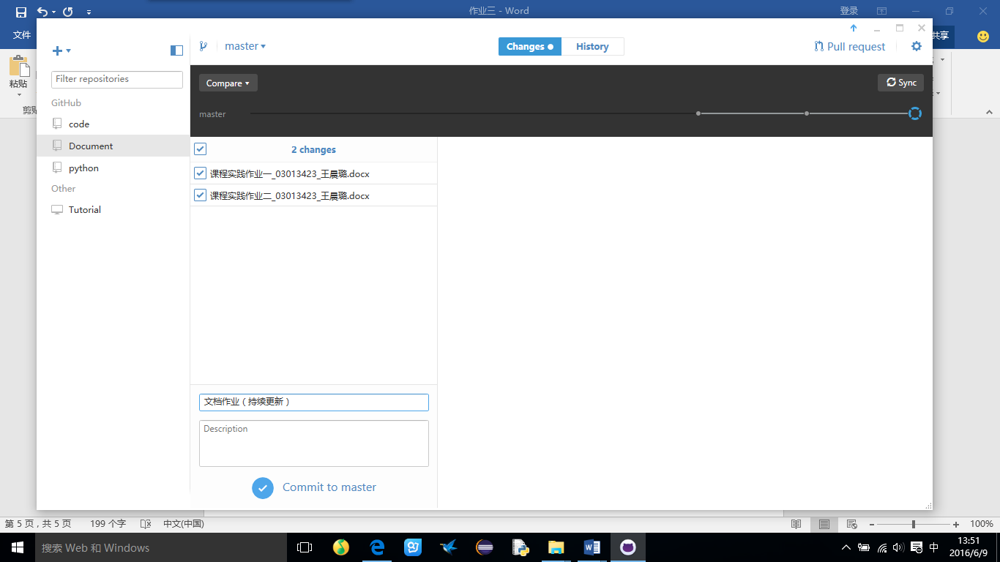 作业三 - Word
登录
文件
共享
master
Changes
History
Pull request
Filter repositories
粘贴
Compare
Sync
GitHub
剪贴
master
code
Document
2 changes
python
课程实践作业一_03013423_王晨璐.docx
Other
课程实践作业二_03013423_王晨璐.docx
Tutorial
文档作业（持续更新）
Description
Commit to master
第 5 页，共 5 页
199 个字
中文(中国)
100%
搜索 Web 和 Windows
中
13:51
2016/6/9